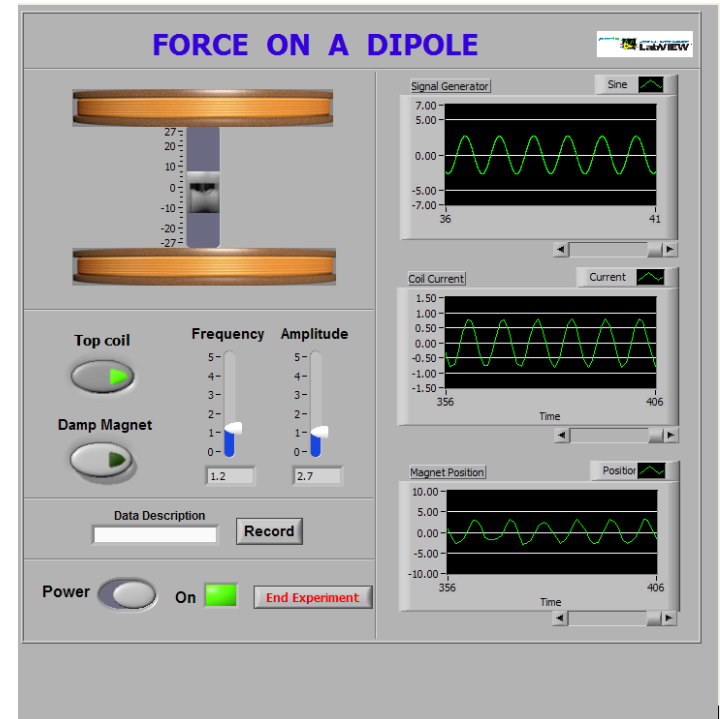 FORCE ON A DIPOLE
LabVIEW
27
20
10
0
-10
-20
-27
Top coil
Damp Magnet
Frequency
5
4
3
2
1
0
1.2
Amplitude
5
4
3
2
1
0
2.7
Data Description
Record
Power
On
End Experiment
Signal Generator
Sine
7.00
5.00
0.00
-5.00
-7.00
36 41
Coil Current
Current
1.50
1.00
0.50
0.00
-0.50
-1.00
-1.50
356 406
Time
Magnet Position
Position
10.00
5.00
0.00
-5.00
-10.00
356 406
Time